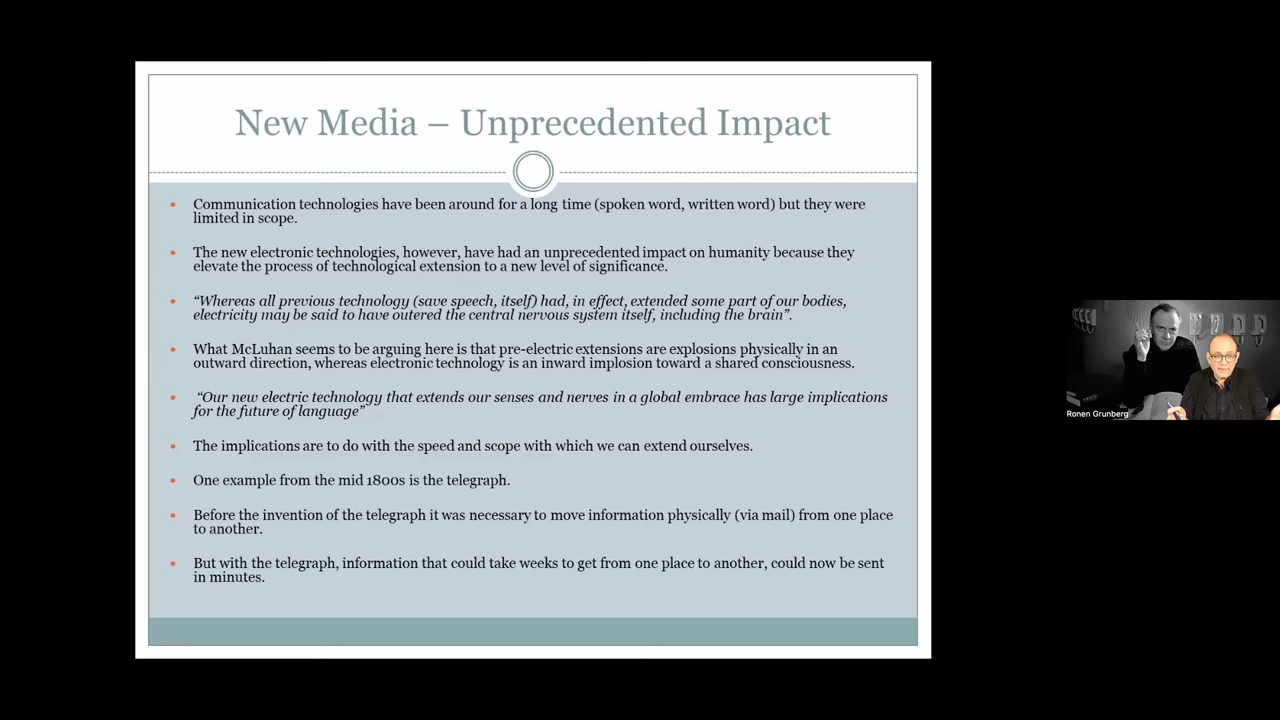 New Media – Unprecedented Impact
• Communication technologies have been around for a long time (spoken word, written word) but they were
limited in scope.
• The new electronic technologies, however, have had an unprecedented impact on humanity because they
elevate the process of technological extension to a new level of significance.
• “Whereas all previous technology (save speech, itself) had, in effect, extended some part of our bodies,
electricity may be said to have outered the central nervous system itself, including the brain”.
• What McLuhan seems to be arguing here is that pre-electric extensions are explosions physically in an
outward direction, whereas electronic technology is an inward implosion toward a shared consciousness.
• “Our new electric technology that extends our senses and nerves in a global embrace has large implications
for the future of language”
• The implications are to do with the speed and scope with which we can extend ourselves.
• One example from the mid 1800s is the telegraph.
• Before the invention of the telegraph it was necessary to move information physically (via mail) from one place
to another.
• But with the telegraph, information that could take weeks to get from one place to another, could now be sent
in minutes.
Ronen Grunberg